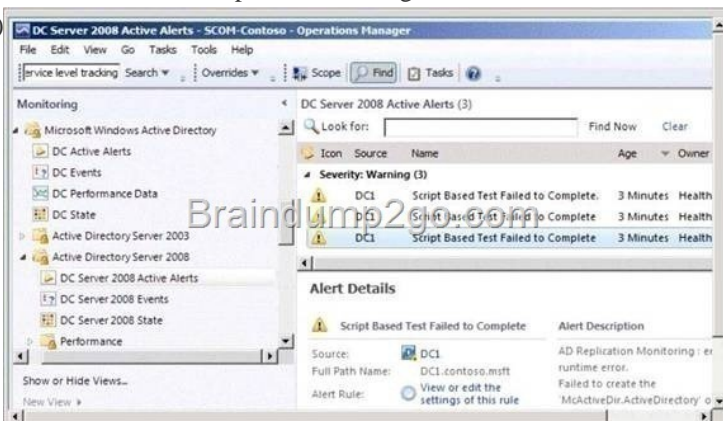 DC Server 2008 Active Alerts - SCOM-Contoso - Operations Manager
File Edit View Go Tasks Tools Help
ervice level tracking Search Overrides Scope Find Tasks
Monitoring
Microsoft Windows Active Directory
DC Active Alerts
DC Events
DC Performance Data
DC State
Active Directory Server 2003
Active Directory Server 2008
DC Server 2008 Active Alerts
DC Server 2008 Events
DC Server 2008 State
Performance
Show or Hide Views...
New View
DC Server 2008 Active Alerts (3)
Look for: Find Now Clear
Icon Source Name Age Owner
Severity: Warning (3)
DC1 Script Based Test Failed to Complete. 3 Minutes Health
DC1 Script Based Test Failed to Complete 3 Minutes Health
DC1 Script Based Test Failed to Complete 3 Minutes Health
Braindump2go.com
Alert Details
Script Based Test Failed to Complete
Source: DC1
Full Path Name: DC1.contoso.msft
Alert Rule: View or edit the
settings of this rule
Alert Description
AD Replication Monitoring : er
runtime error.
Failed to create the
'McActiveDir.ActiveDirectory' o